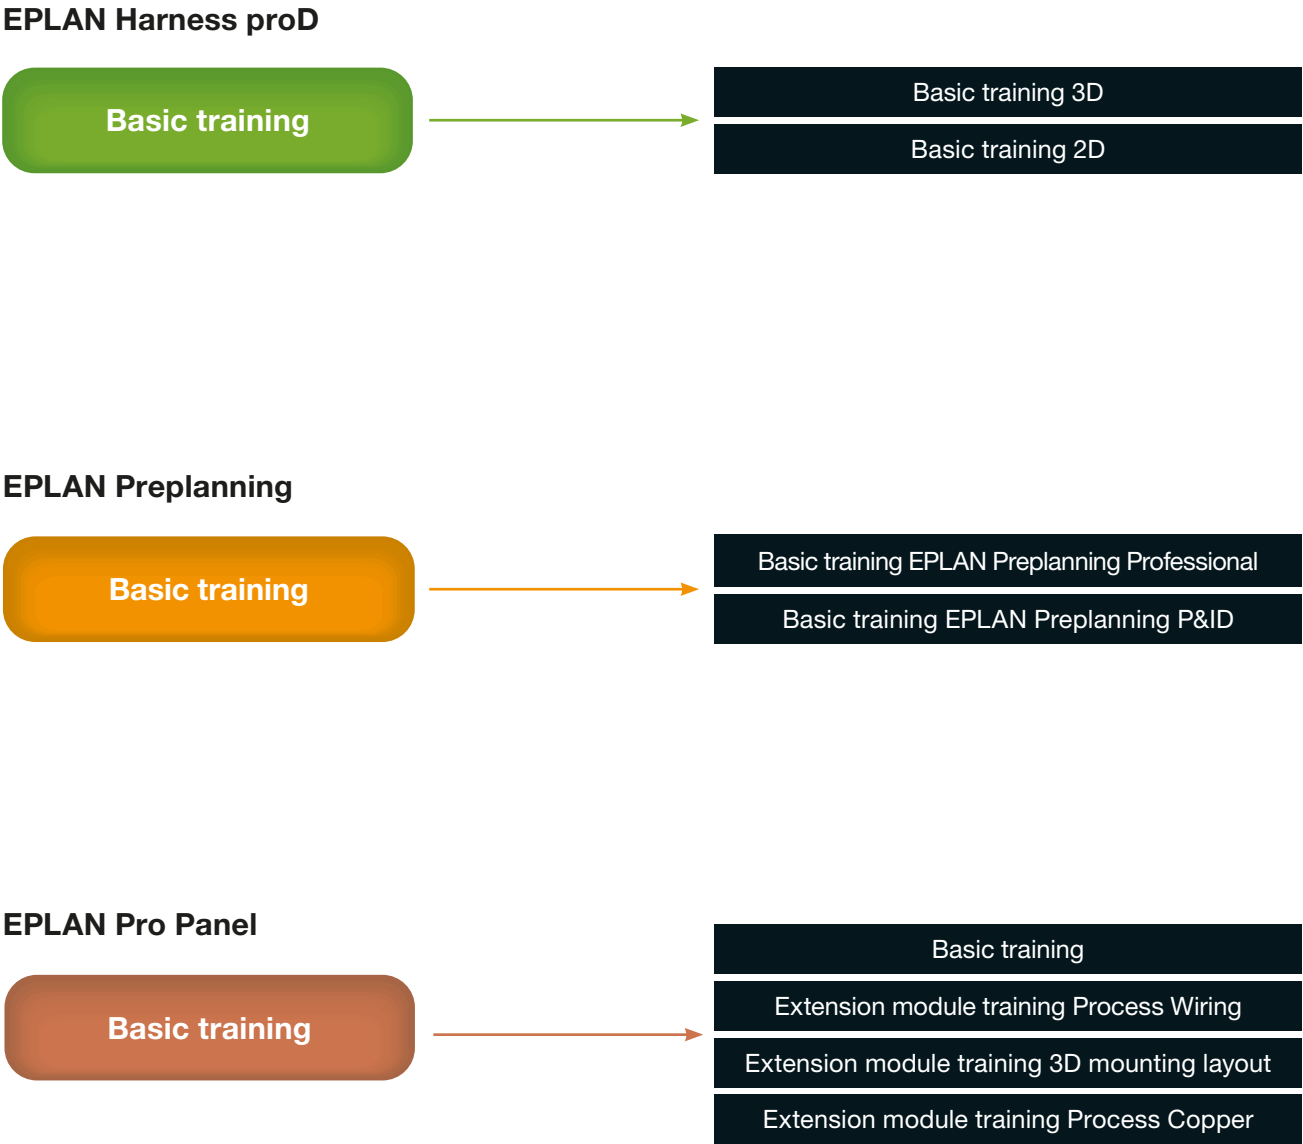 EPLAN Harness proD
Basic training
Basic training 3D
Basic training 2D
EPLAN Preplanning
Basic training
Basic training EPLAN Preplanning Professional
Basic training EPLAN Preplanning P&ID
EPLAN Pro Panel
Basic training
Basic training
Extension module training Process Wiring
Extension module training 3D mounting layout
Extension module training Process Copper